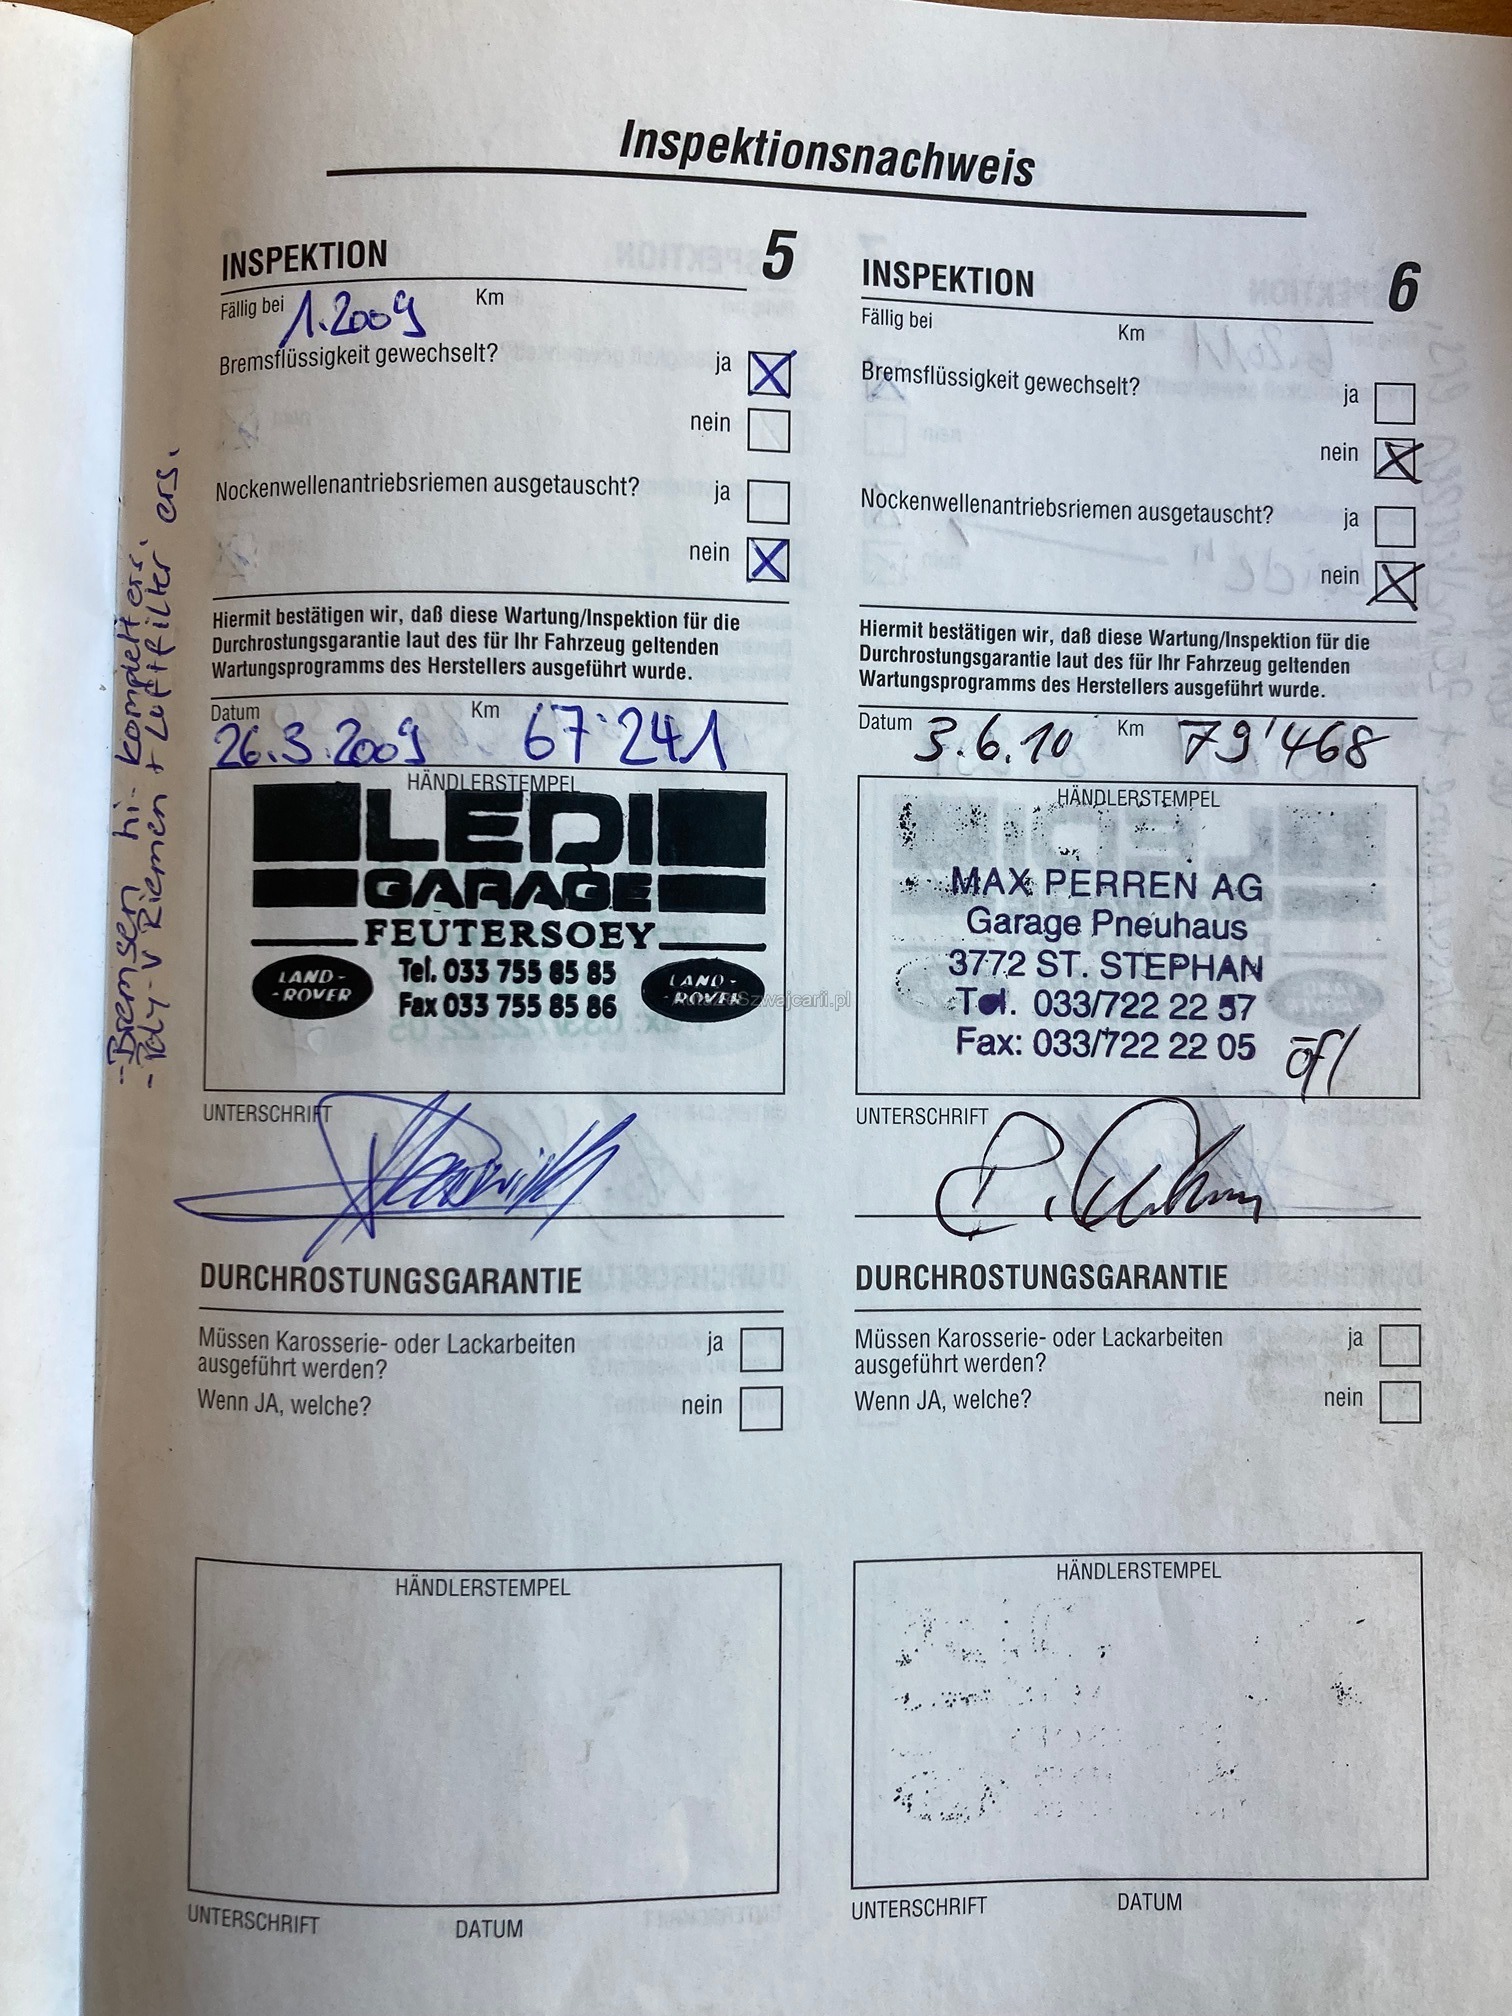 Inspektionsnachweis
INSPEKTION 5
Fällig bei 1.2009 Km
Bremsflüssigkeit gewechselt?
ja
nein
Nockenwellenantriebsriemen ausgetauscht?
ja
nein
Hiermit bestätigen wir, daß diese Wartung/Inspektion für die
Durchrostungsgarantie laut des für Ihr Fahrzeug geltenden
Wartungsprogramms des Herstellers ausgeführt wurde.
Datum Km
26.3.2009 67'241
HÄNDLERSTEMPEL
LEDI
GARAGE
FEUTERSOEY
LAND-
-ROVER
Tel. 033 755 85 85
Fax 033 755 85 86
LAND-
-ROVER
UNTERSCHRIFT
DURCHROSTUNGSGARANTIE
Müssen Karosserie- oder Lackarbeiten
ausgeführt werden?
ja
Wenn JA, welche?
nein
HÄNDLERSTEMPEL
UNTERSCHRIFT DATUM
- Bremsen hi- komplett ers.
- Poly-V Riemen + Luftfilter ers.
INSPEKTION 6
Fällig bei Km
Bremsflüssigkeit gewechselt?
ja
nein
Nockenwellenantriebsriemen ausgetauscht?
ja
nein
Hiermit bestätigen wir, daß diese Wartung/Inspektion für die
Durchrostungsgarantie laut des für Ihr Fahrzeug geltenden
Wartungsprogramms des Herstellers ausgeführt wurde.
Datum 3.6.10 Km 79'468
HÄNDLERSTEMPEL
MAX PERREN AG
Garage Pneuhaus
3772 ST. STEPHAN
Tel. 033/722 22 57
Fax: 033/722 22 05
UNTERSCHRIFT
DURCHROSTUNGSGARANTIE
Müssen Karosserie- oder Lackarbeiten
ausgeführt werden?
ja
Wenn JA, welche?
nein
HÄNDLERSTEMPEL
UNTERSCHRIFT DATUM